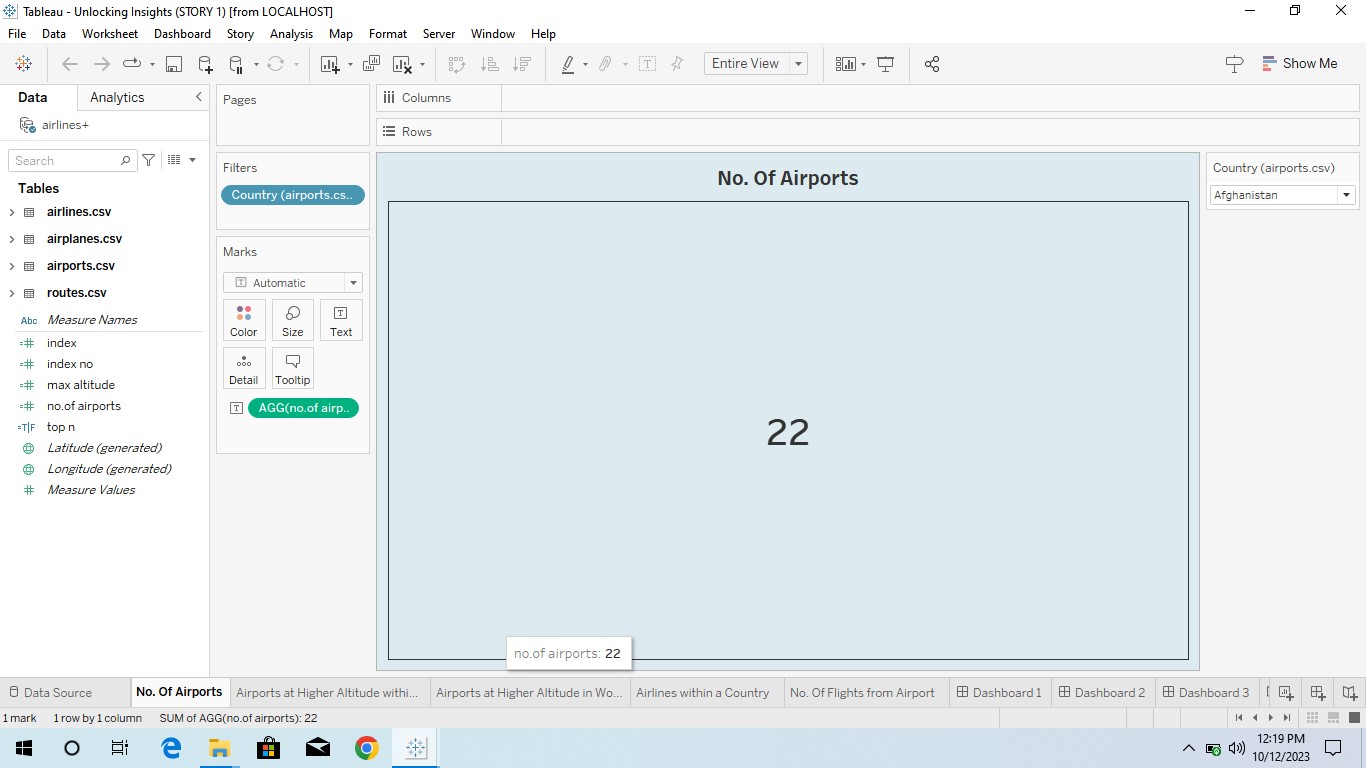 Tableau - Unlocking Insights (STORY 1) [from LOCALHOST]
File Data Worksheet Dashboard Story Analysis Map Format Server Window Help
Entire View
Show Me
Data Analytics
airlines+
Search
Tables
airlines.csv
airplanes.csv
airports.csv
routes.csv
Abc Measure Names
index
index no
max altitude
no.of airports
=T|F top n
Latitude (generated)
Longitude (generated)
Measure Values
Pages
Filters
Country (airports.cs..
Marks
Automatic
Color Size Text
Detail Tooltip
AGG(no.of airp..
Columns
Rows
No. Of Airports
22
no.of airports: 22
Country (airports.csv)
Afghanistan
Data Source No. Of Airports Airports at Higher Altitude withi... Airports at Higher Altitude in Wo... Airlines within a Country No. Of Flights from Airport Dashboard 1 Dashboard 2 Dashboard 3
1 mark 1 row by 1 column SUM of AGG(no.of airports): 22
12:19 PM
10/12/2023